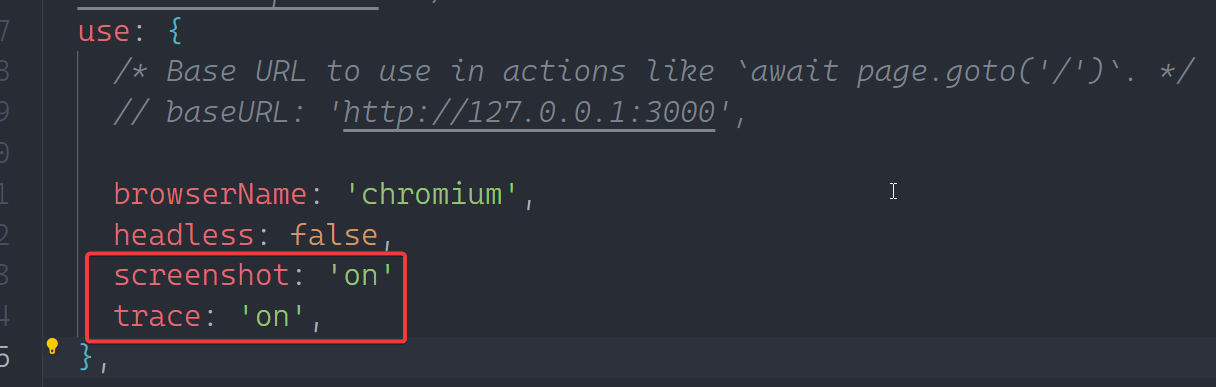 7 use: {
8 /* Base URL to use in actions like `await page.goto('/')`. */
9 // baseURL: 'http://127.0.0.1:3000',
0
1 browserName: 'chromium',
2 headless: false,
3 screenshot: 'on'
4 trace: 'on',
5 },